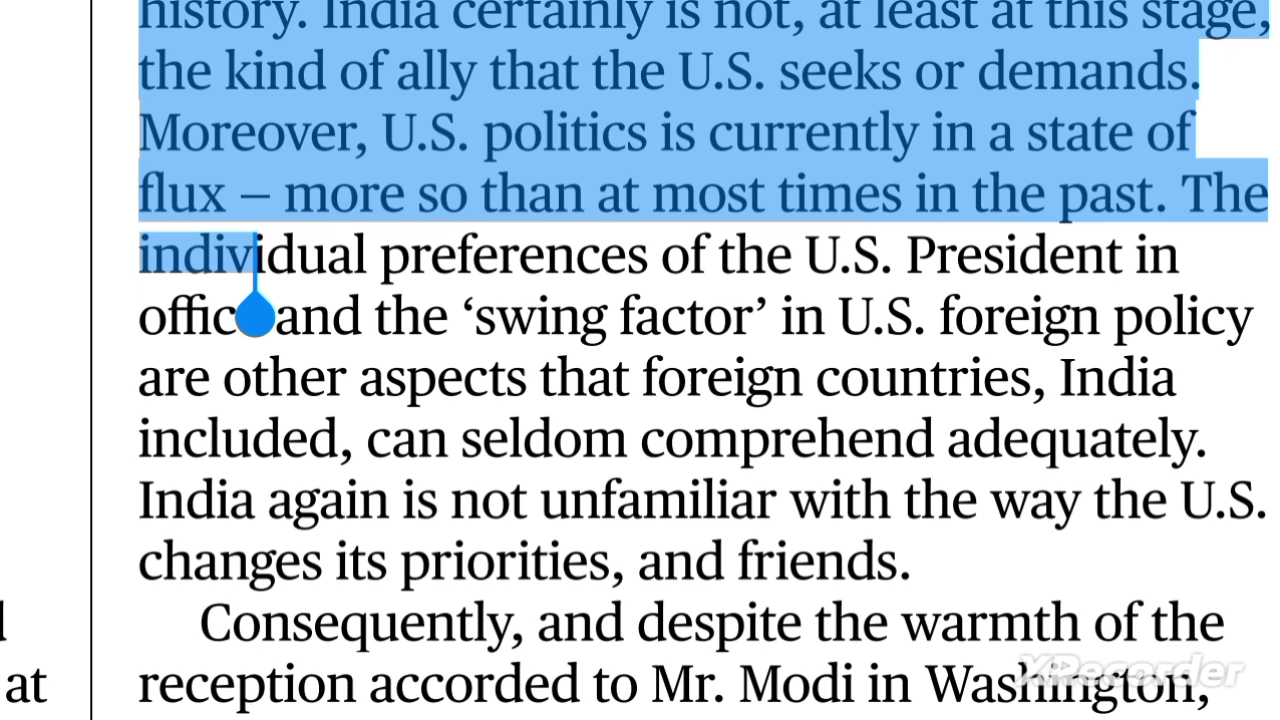 history. India certainly is not, at least at this stage,
the kind of ally that the U.S. seeks or demands.
Moreover, U.S. politics is currently in a state of
flux – more so than at most times in the past. The
individual preferences of the U.S. President in
offic and the ‘swing factor’ in U.S. foreign policy
are other aspects that foreign countries, India
included, can seldom comprehend adequately.
India again is not unfamiliar with the way the U.S.
changes its priorities, and friends.
Consequently, and despite the warmth of the
at reception accorded to Mr. Modi in Washington,
XRecorder